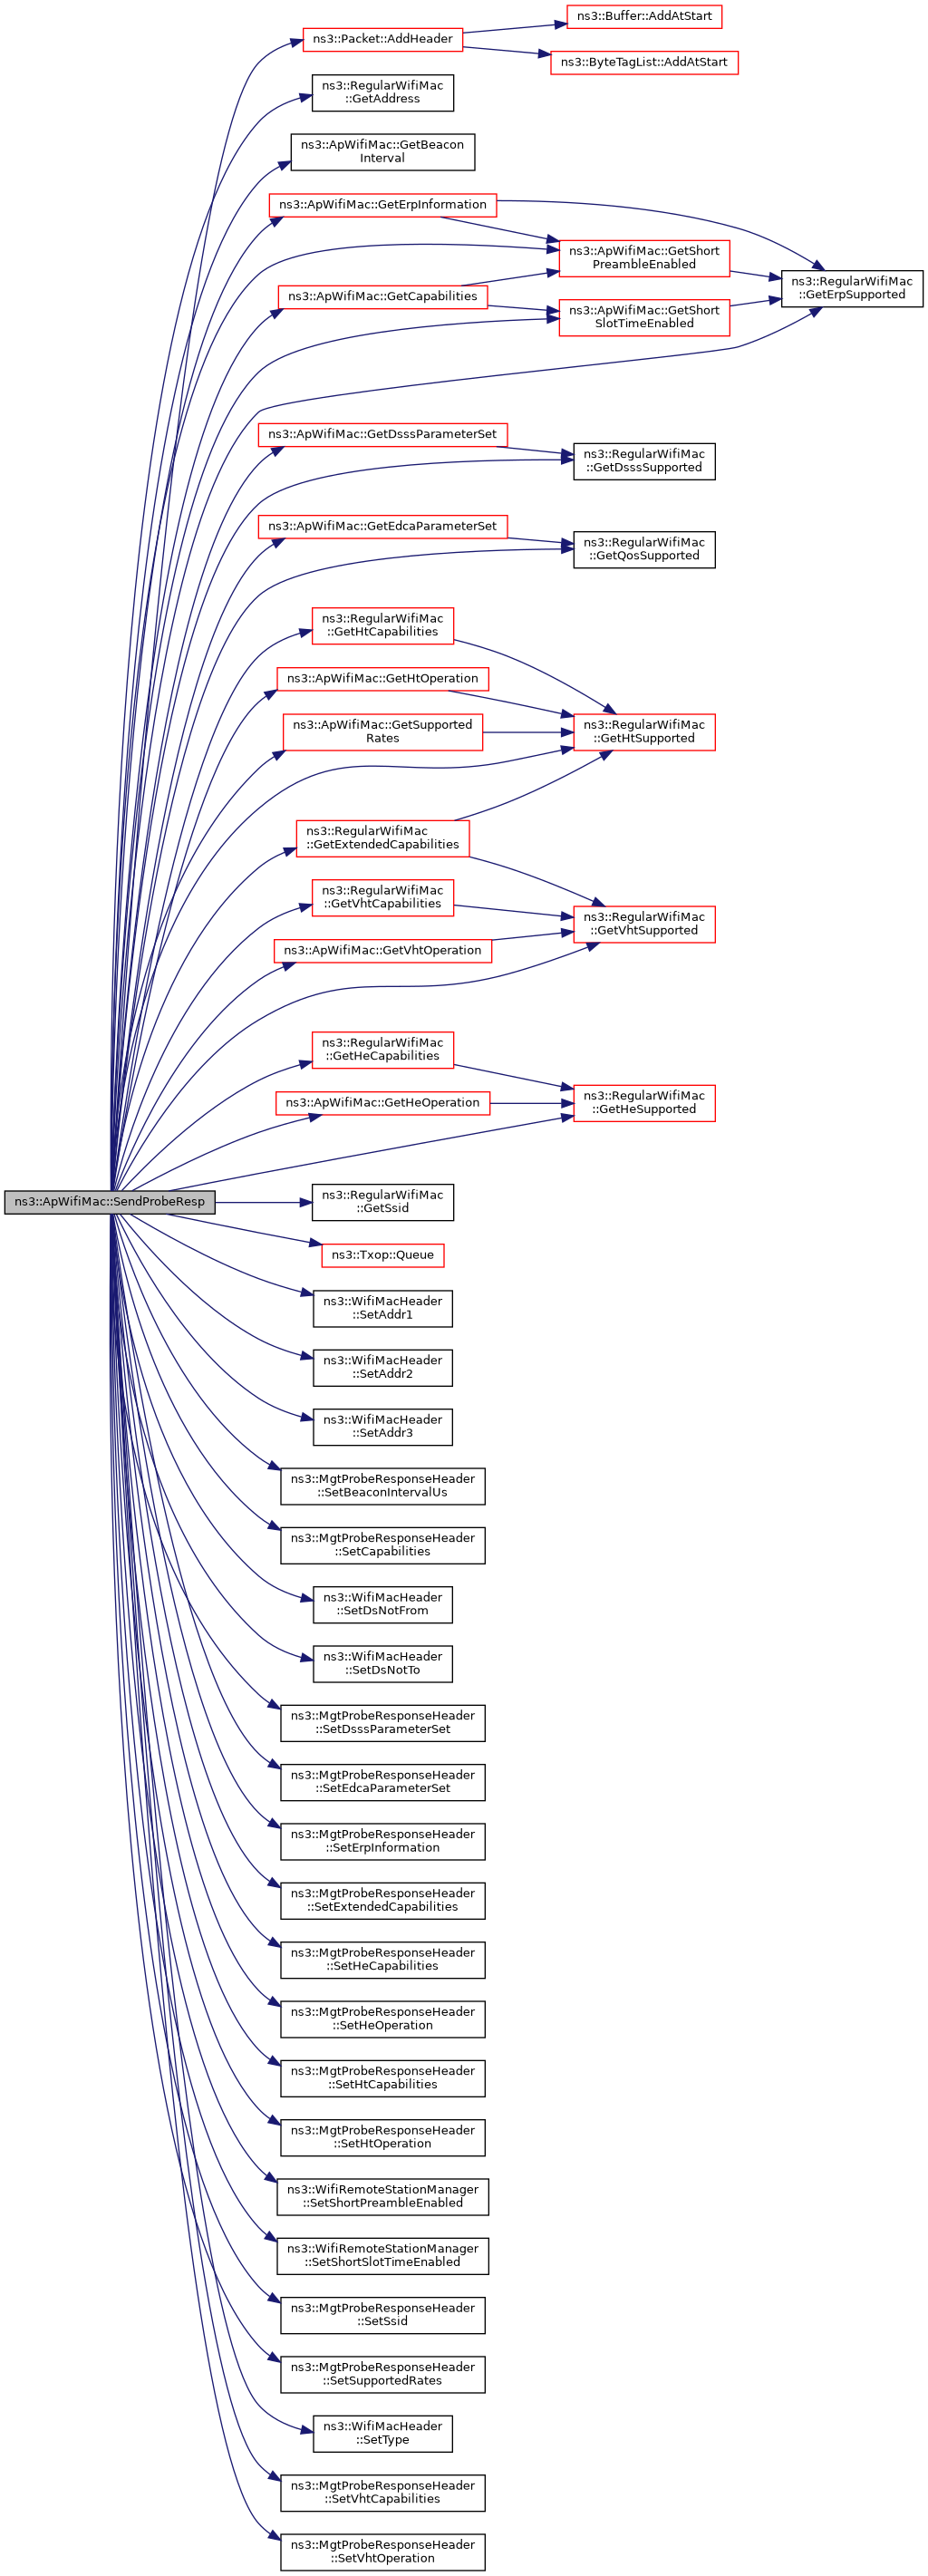 ns3::Buffer::AddAtStart
ns3::Packet::AddHeader
ns3::ByteTagList::AddAtStart
ns3::RegularWifiMac
::GetAddress
ns3::ApWifiMac::GetBeacon
Interval
ns3::ApWifiMac::GetErpInformation
ns3::ApWifiMac::GetShort
PreambleEnabled
ns3::RegularWifiMac
::GetErpSupported
ns3::ApWifiMac::GetCapabilities
ns3::ApWifiMac::GetShort
SlotTimeEnabled
ns3::ApWifiMac::GetDsssParameterSet
ns3::RegularWifiMac
::GetDsssSupported
ns3::ApWifiMac::GetEdcaParameterSet
ns3::RegularWifiMac
::GetQosSupported
ns3::RegularWifiMac
::GetHtCapabilities
ns3::ApWifiMac::GetHtOperation
ns3::ApWifiMac::GetSupported
Rates
ns3::RegularWifiMac
::GetHtSupported
ns3::RegularWifiMac
::GetExtendedCapabilities
ns3::RegularWifiMac
::GetVhtCapabilities
ns3::RegularWifiMac
::GetVhtSupported
ns3::ApWifiMac::GetVhtOperation
ns3::RegularWifiMac
::GetHeCapabilities
ns3::ApWifiMac::GetHeOperation
ns3::RegularWifiMac
::GetHeSupported
ns3::ApWifiMac::SendProbeResp
ns3::RegularWifiMac
::GetSsid
ns3::Txop::Queue
ns3::WifiMacHeader
::SetAddr1
ns3::WifiMacHeader
::SetAddr2
ns3::WifiMacHeader
::SetAddr3
ns3::MgtProbeResponseHeader
::SetBeaconIntervalUs
ns3::MgtProbeResponseHeader
::SetCapabilities
ns3::WifiMacHeader
::SetDsNotFrom
ns3::WifiMacHeader
::SetDsNotTo
ns3::MgtProbeResponseHeader
::SetDsssParameterSet
ns3::MgtProbeResponseHeader
::SetEdcaParameterSet
ns3::MgtProbeResponseHeader
::SetErpInformation
ns3::MgtProbeResponseHeader
::SetExtendedCapabilities
ns3::MgtProbeResponseHeader
::SetHeCapabilities
ns3::MgtProbeResponseHeader
::SetHeOperation
ns3::MgtProbeResponseHeader
::SetHtCapabilities
ns3::MgtProbeResponseHeader
::SetHtOperation
ns3::WifiRemoteStationManager
::SetShortPreambleEnabled
ns3::WifiRemoteStationManager
::SetShortSlotTimeEnabled
ns3::MgtProbeResponseHeader
::SetSsid
ns3::MgtProbeResponseHeader
::SetSupportedRates
ns3::WifiMacHeader
::SetType
ns3::MgtProbeResponseHeader
::SetVhtCapabilities
ns3::MgtProbeResponseHeader
::SetVhtOperation